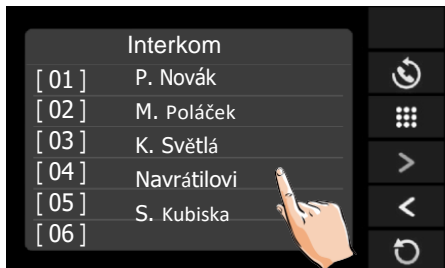 Interkom
[ 01 ] P. Novák
[ 02 ] M. Poláček
[ 03 ] K. Světlá
[ 04 ] Navrátilovi
[ 05 ] S. Kubiska
[ 06 ]